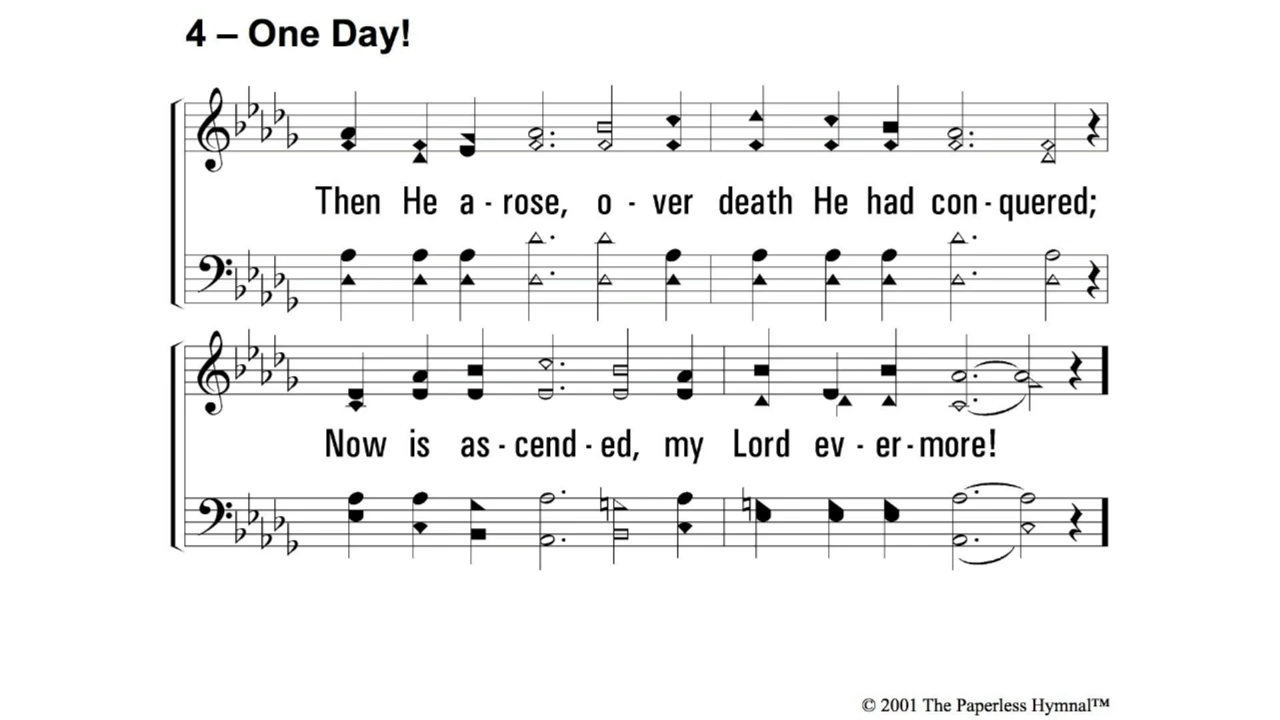 4 – One Day!
Then He a - rose, o - ver death He had con - quered;
Now is as - cend - ed, my Lord ev - er - more!
© 2001 The Paperless Hymnal™